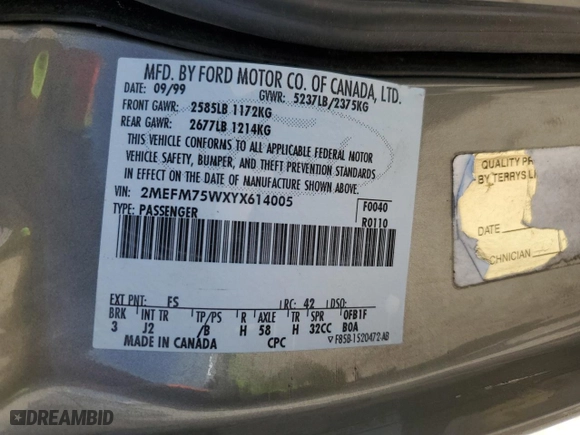 MFD. BY FORD MOTOR CO. OF CANADA, LTD.
DATE: 09/99 GVWR: 5237LB/2375KG
FRONT GAWR: 2585LB 1172KG
REAR GAWR: 2677LB 1214KG
THIS VEHICLE CONFORMS TO ALL APPLICABLE FEDERAL MOTOR
VEHICLE SAFETY, BUMPER, AND THEFT PREVENTION STANDARDS
IN EFFECT ON THE DATE OF MANUFACTURE SHOWN ABOVE.
VIN: 2MEFM75WXYX614005 F0040
TYPE: PASSENGER R0110
EXT PNT: FS RC: 42 DSO:
BRK INT TR TP/PS R AXLE TR SPR 0FB1F
3 J2 /B H 58 H 32CC B0A
MADE IN CANADA CPC F85B-1520472-AB
QUALITY
BY TERRYS
DATE
CHNICIAN
DREAMBID